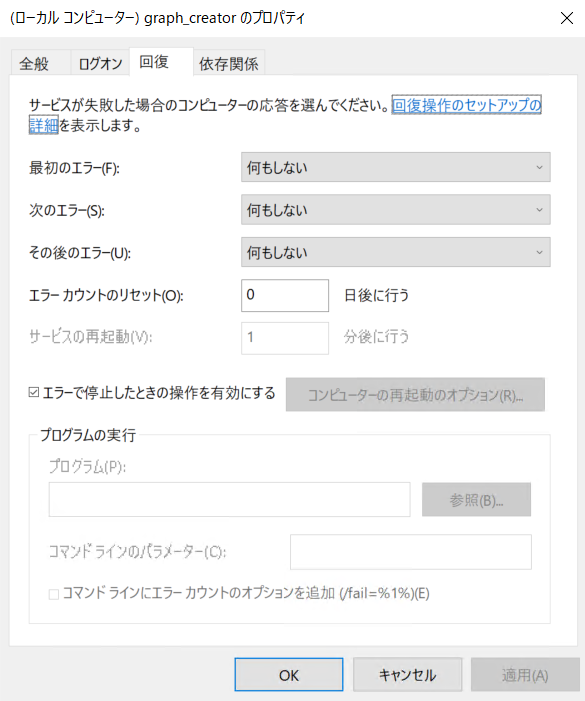 (ローカル コンピューター) graph_creator のプロパティ
全般 ログオン 回復 依存関係
サービスが失敗した場合のコンピューターの応答を選んでください。回復操作のセットアップの
詳細を表示します。
最初のエラー(F): 何もしない
次のエラー(S): 何もしない
その後のエラー(U): 何もしない
エラー カウントのリセット(O): 0 日後に行う
サービスの再起動(V): 1 分後に行う
エラーで停止したときの操作を有効にする コンピューターの再起動のオプション(R)...
プログラムの実行
プログラム(P):
参照(B)...
コマンド ラインのパラメーター(C):
コマンド ラインにエラー カウントのオプションを追加 (/fail=%1%)(E)
OK キャンセル 適用(A)